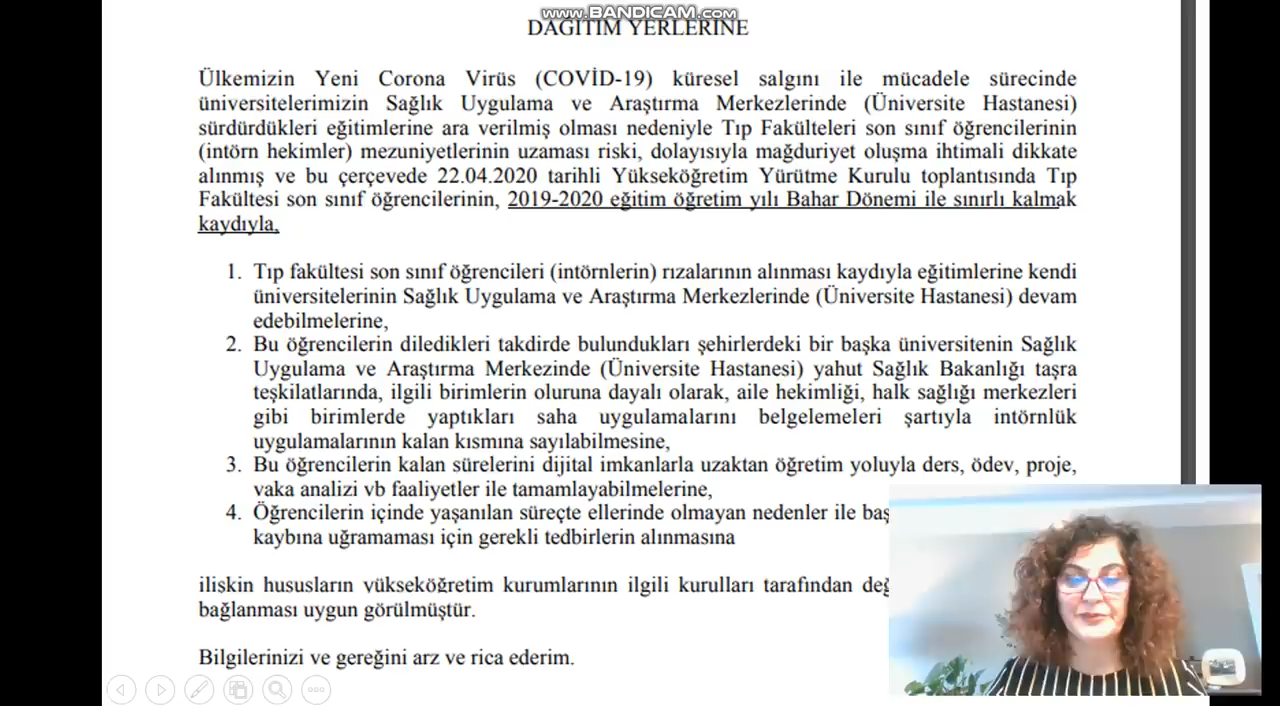 www.BANDICAM.com
DAĞITIM YERLERİNE
Ülkemizin Yeni Corona Virüs (COVİD-19) küresel salgını ile mücadele sürecinde
üniversitelerimizin Sağlık Uygulama ve Araştırma Merkezlerinde (Üniversite Hastanesi)
sürdürdükleri eğitimlerine ara verilmiş olması nedeniyle Tıp Fakülteleri son sınıf öğrencilerinin
(intörn hekimler) mezuniyetlerinin uzaması riski, dolayısıyla mağduriyet oluşma ihtimali dikkate
alınmış ve bu çerçevede 22.04.2020 tarihli Yükseköğretim Yürütme Kurulu toplantısında Tıp
Fakültesi son sınıf öğrencilerinin, 2019-2020 eğitim öğretim yılı Bahar Dönemi ile sınırlı kalmak
kaydıyla,
1. Tıp fakültesi son sınıf öğrencileri (intörnlerin) rızalarının alınması kaydıyla eğitimlerine kendi
üniversitelerinin Sağlık Uygulama ve Araştırma Merkezlerinde (Üniversite Hastanesi) devam
edebilmelerine,
2. Bu öğrencilerin diledikleri takdirde bulundukları şehirlerdeki bir başka üniversitenin Sağlık
Uygulama ve Araştırma Merkezinde (Üniversite Hastanesi) yahut Sağlık Bakanlığı taşra
teşkilatlarında, ilgili birimlerin oluruna dayalı olarak, aile hekimliği, halk sağlığı merkezleri
gibi birimlerde yaptıkları saha uygulamalarını belgelemeleri şartıyla intörnlük
uygulamalarının kalan kısmına sayılabilmesine,
3. Bu öğrencilerin kalan sürelerini dijital imkanlarla uzaktan öğretim yoluyla ders, ödev, proje,
vaka analizi vb faaliyetler ile tamamlayabilmelerine,
4. Öğrencilerin içinde yaşanılan süreçte ellerinde olmayan nedenler ile baş
kaybına uğramaması için gerekli tedbirlerin alınmasına
ilişkin hususların yükseköğretim kurumlarının ilgili kurulları tarafından değ
bağlanması uygun görülmüştür.
Bilgilerinizi ve gereğini arz ve rica ederim.